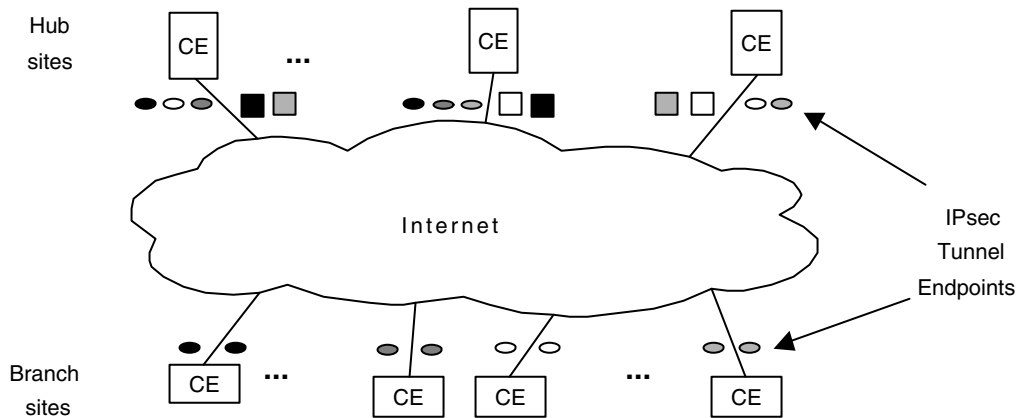 Hub
sites
CE
...
CE
CE
Internet
IPsec
Tunnel
Endpoints
Branch
sites
CE
...
CE
CE
...
CE